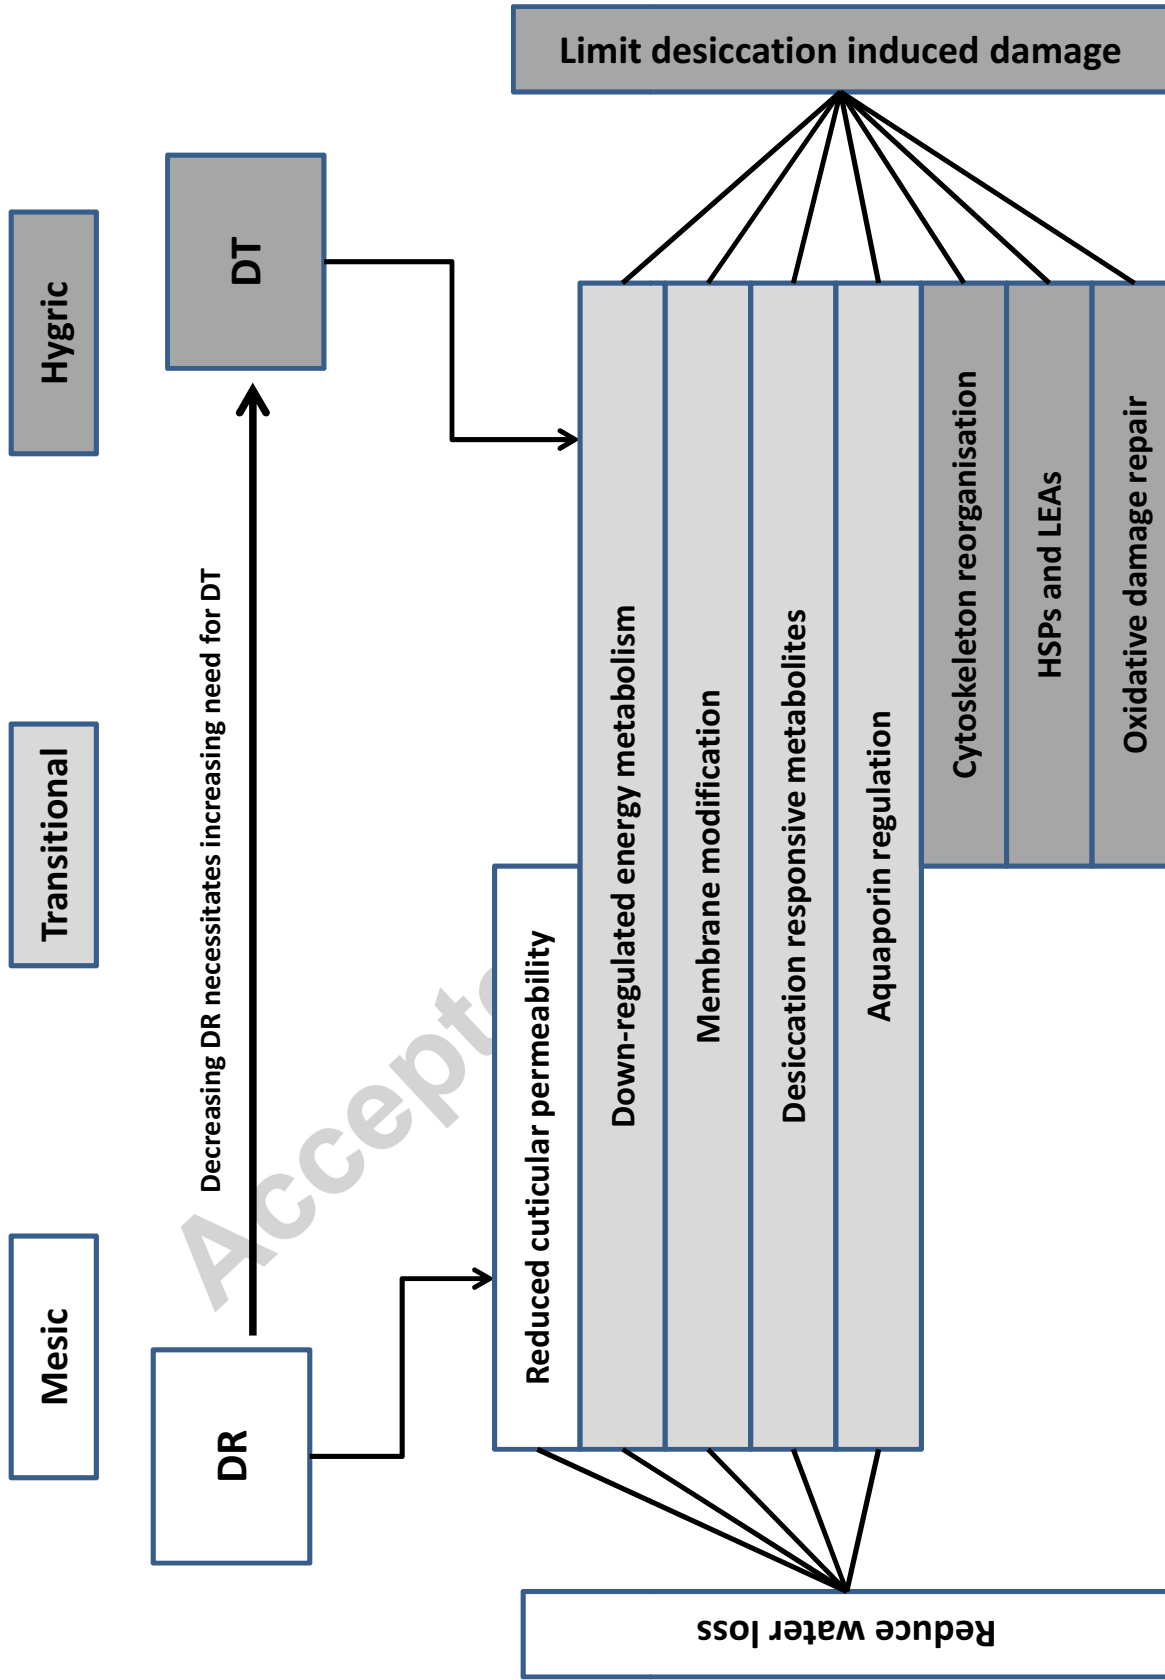 Mesic
Transitional
Hygric
DR
Decreasing DR necessitates increasing need for DT
DT
Reduced cuticular permeability
Down-regulated energy metabolism
Membrane modification
Desiccation responsive metabolites
Aquaporin regulation
Cytoskeleton reorganisation
HSPs and LEAs
Oxidative damage repair
Reduce water loss
Limit desiccation induced damage